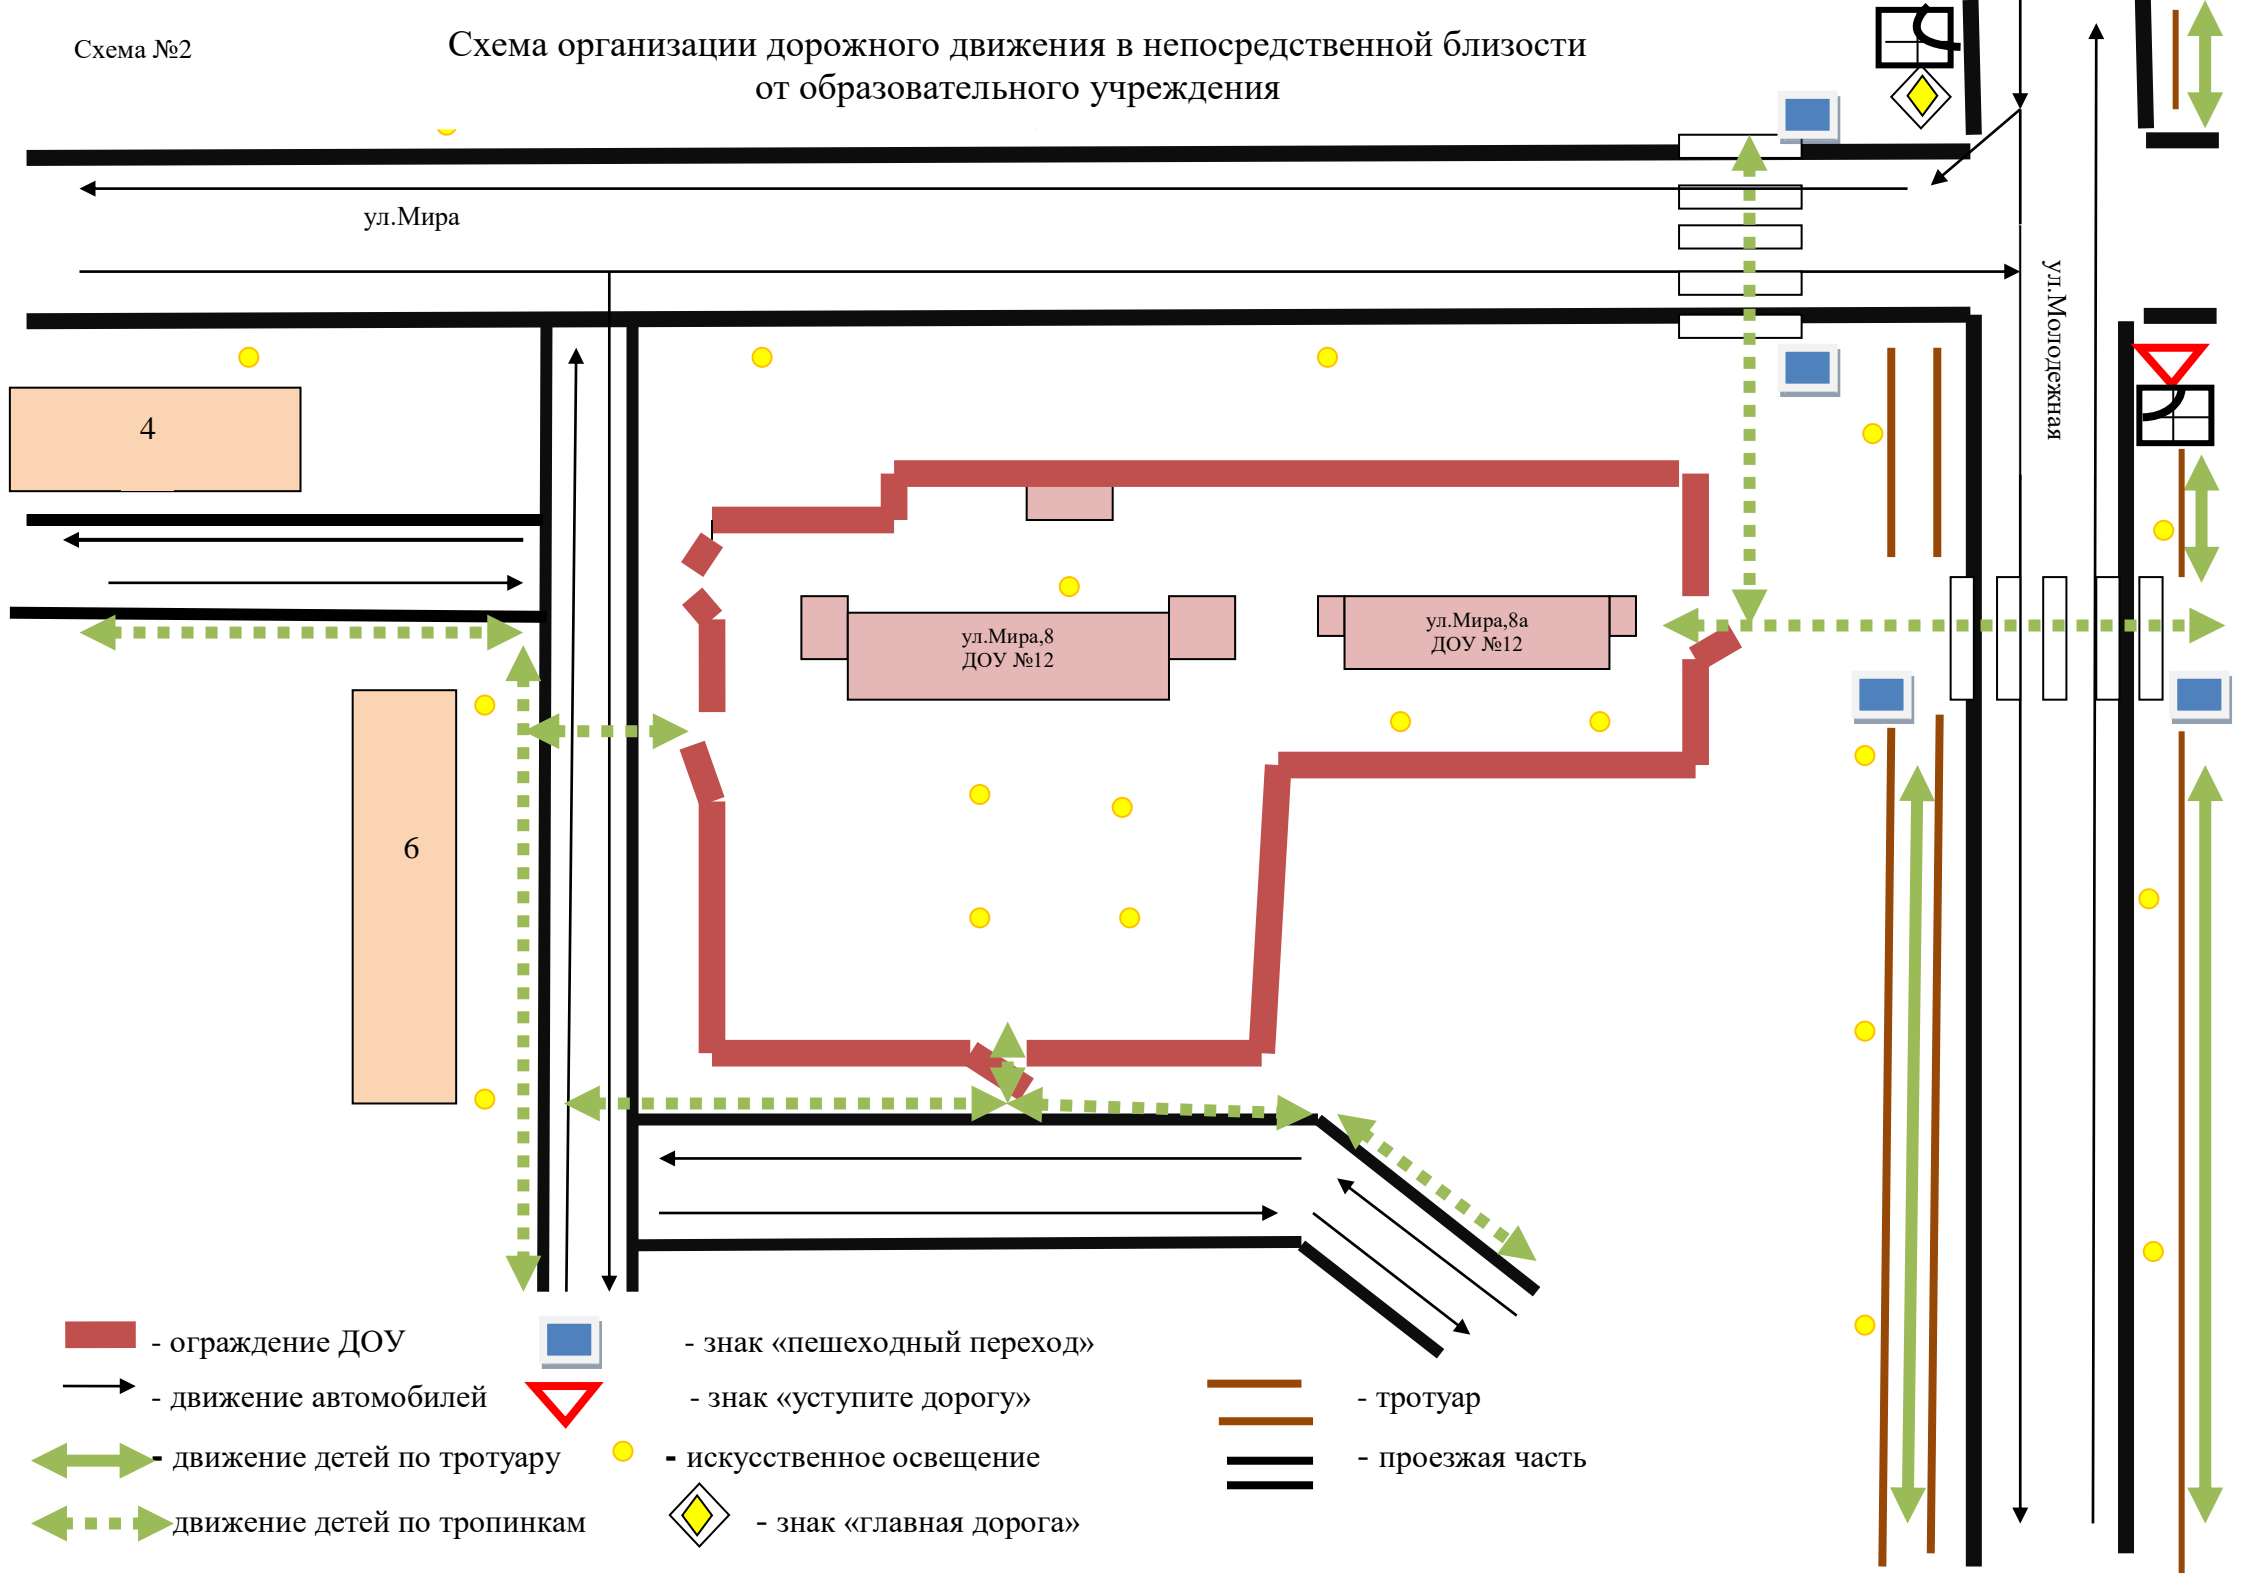 Схема №2
Схема организации дорожного движения в непосредственной близости
от образовательного учреждения
ул.Мира
ул.Молодежная
4
ул.Мира,8
ДОУ №12
ул.Мира,8а
ДОУ №12
6
- ограждение ДОУ
- знак «пешеходный переход»
- движение автомобилей
- знак «уступите дорогу»
- тротуар
- движение детей по тротуару
- искусственное освещение
- проезжая часть
движение детей по тропинкам
- знак «главная дорога»